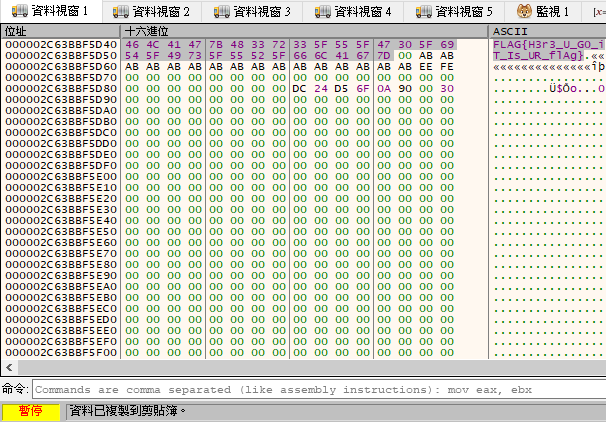 資料視窗 1 資料視窗 2 資料視窗 3 資料視窗 4 資料視窗 5 監視 1 [x=
位址 十六進位 ASCII
000002C63BBF5D40 46 4C 41 47 7B 48 33 72 33 5F 55 5F 47 30 5F 69 FLAG{H3r3_U_G0_i
000002C63BBF5D50 54 5F 49 73 5F 55 52 5F 66 6C 41 67 7D 00 AB AB T_Is_UR_flAg}.««
000002C63BBF5D60 AB AB AB AB AB AB AB AB AB AB AB AB AB AB EE FE ««««««««««««««îþ
000002C63BBF5D70 00 00 00 00 00 00 00 00 00 00 00 00 00 00 00 00 ................
000002C63BBF5D80 00 00 00 00 00 00 00 00 DC 24 D5 6F 0A 90 00 30 ........Ü$Õo...0
000002C63BBF5D90 00 00 00 00 00 00 00 00 00 00 00 00 00 00 00 00 ................
000002C63BBF5DA0 00 00 00 00 00 00 00 00 00 00 00 00 00 00 00 00 ................
000002C63BBF5DB0 00 00 00 00 00 00 00 00 00 00 00 00 00 00 00 00 ................
000002C63BBF5DC0 00 00 00 00 00 00 00 00 00 00 00 00 00 00 00 00 ................
000002C63BBF5DD0 00 00 00 00 00 00 00 00 00 00 00 00 00 00 00 00 ................
000002C63BBF5DE0 00 00 00 00 00 00 00 00 00 00 00 00 00 00 00 00 ................
000002C63BBF5DF0 00 00 00 00 00 00 00 00 00 00 00 00 00 00 00 00 ................
000002C63BBF5E00 00 00 00 00 00 00 00 00 00 00 00 00 00 00 00 00 ................
000002C63BBF5E10 00 00 00 00 00 00 00 00 00 00 00 00 00 00 00 00 ................
000002C63BBF5E20 00 00 00 00 00 00 00 00 00 00 00 00 00 00 00 00 ................
000002C63BBF5E30 00 00 00 00 00 00 00 00 00 00 00 00 00 00 00 00 ................
000002C63BBF5E40 00 00 00 00 00 00 00 00 00 00 00 00 00 00 00 00 ................
000002C63BBF5E50 00 00 00 00 00 00 00 00 00 00 00 00 00 00 00 00 ................
000002C63BBF5E60 00 00 00 00 00 00 00 00 00 00 00 00 00 00 00 00 ................
000002C63BBF5E70 00 00 00 00 00 00 00 00 00 00 00 00 00 00 00 00 ................
000002C63BBF5E80 00 00 00 00 00 00 00 00 00 00 00 00 00 00 00 00 ................
000002C63BBF5E90 00 00 00 00 00 00 00 00 00 00 00 00 00 00 00 00 ................
000002C63BBF5EA0 00 00 00 00 00 00 00 00 00 00 00 00 00 00 00 00 ................
000002C63BBF5EB0 00 00 00 00 00 00 00 00 00 00 00 00 00 00 00 00 ................
000002C63BBF5EC0 00 00 00 00 00 00 00 00 00 00 00 00 00 00 00 00 ................
000002C63BBF5ED0 00 00 00 00 00 00 00 00 00 00 00 00 00 00 00 00 ................
000002C63BBF5EE0 00 00 00 00 00 00 00 00 00 00 00 00 00 00 00 00 ................
000002C63BBF5EF0 00 00 00 00 00 00 00 00 00 00 00 00 00 00 00 00 ................
000002C63BBF5F00 00 00 00 00 00 00 00 00 00 00 00 00 00 00 00 00 ................
命令: Commands are comma separated (like assembly instructions): mov eax, ebx
暫停 資料已複製到剪貼簿。